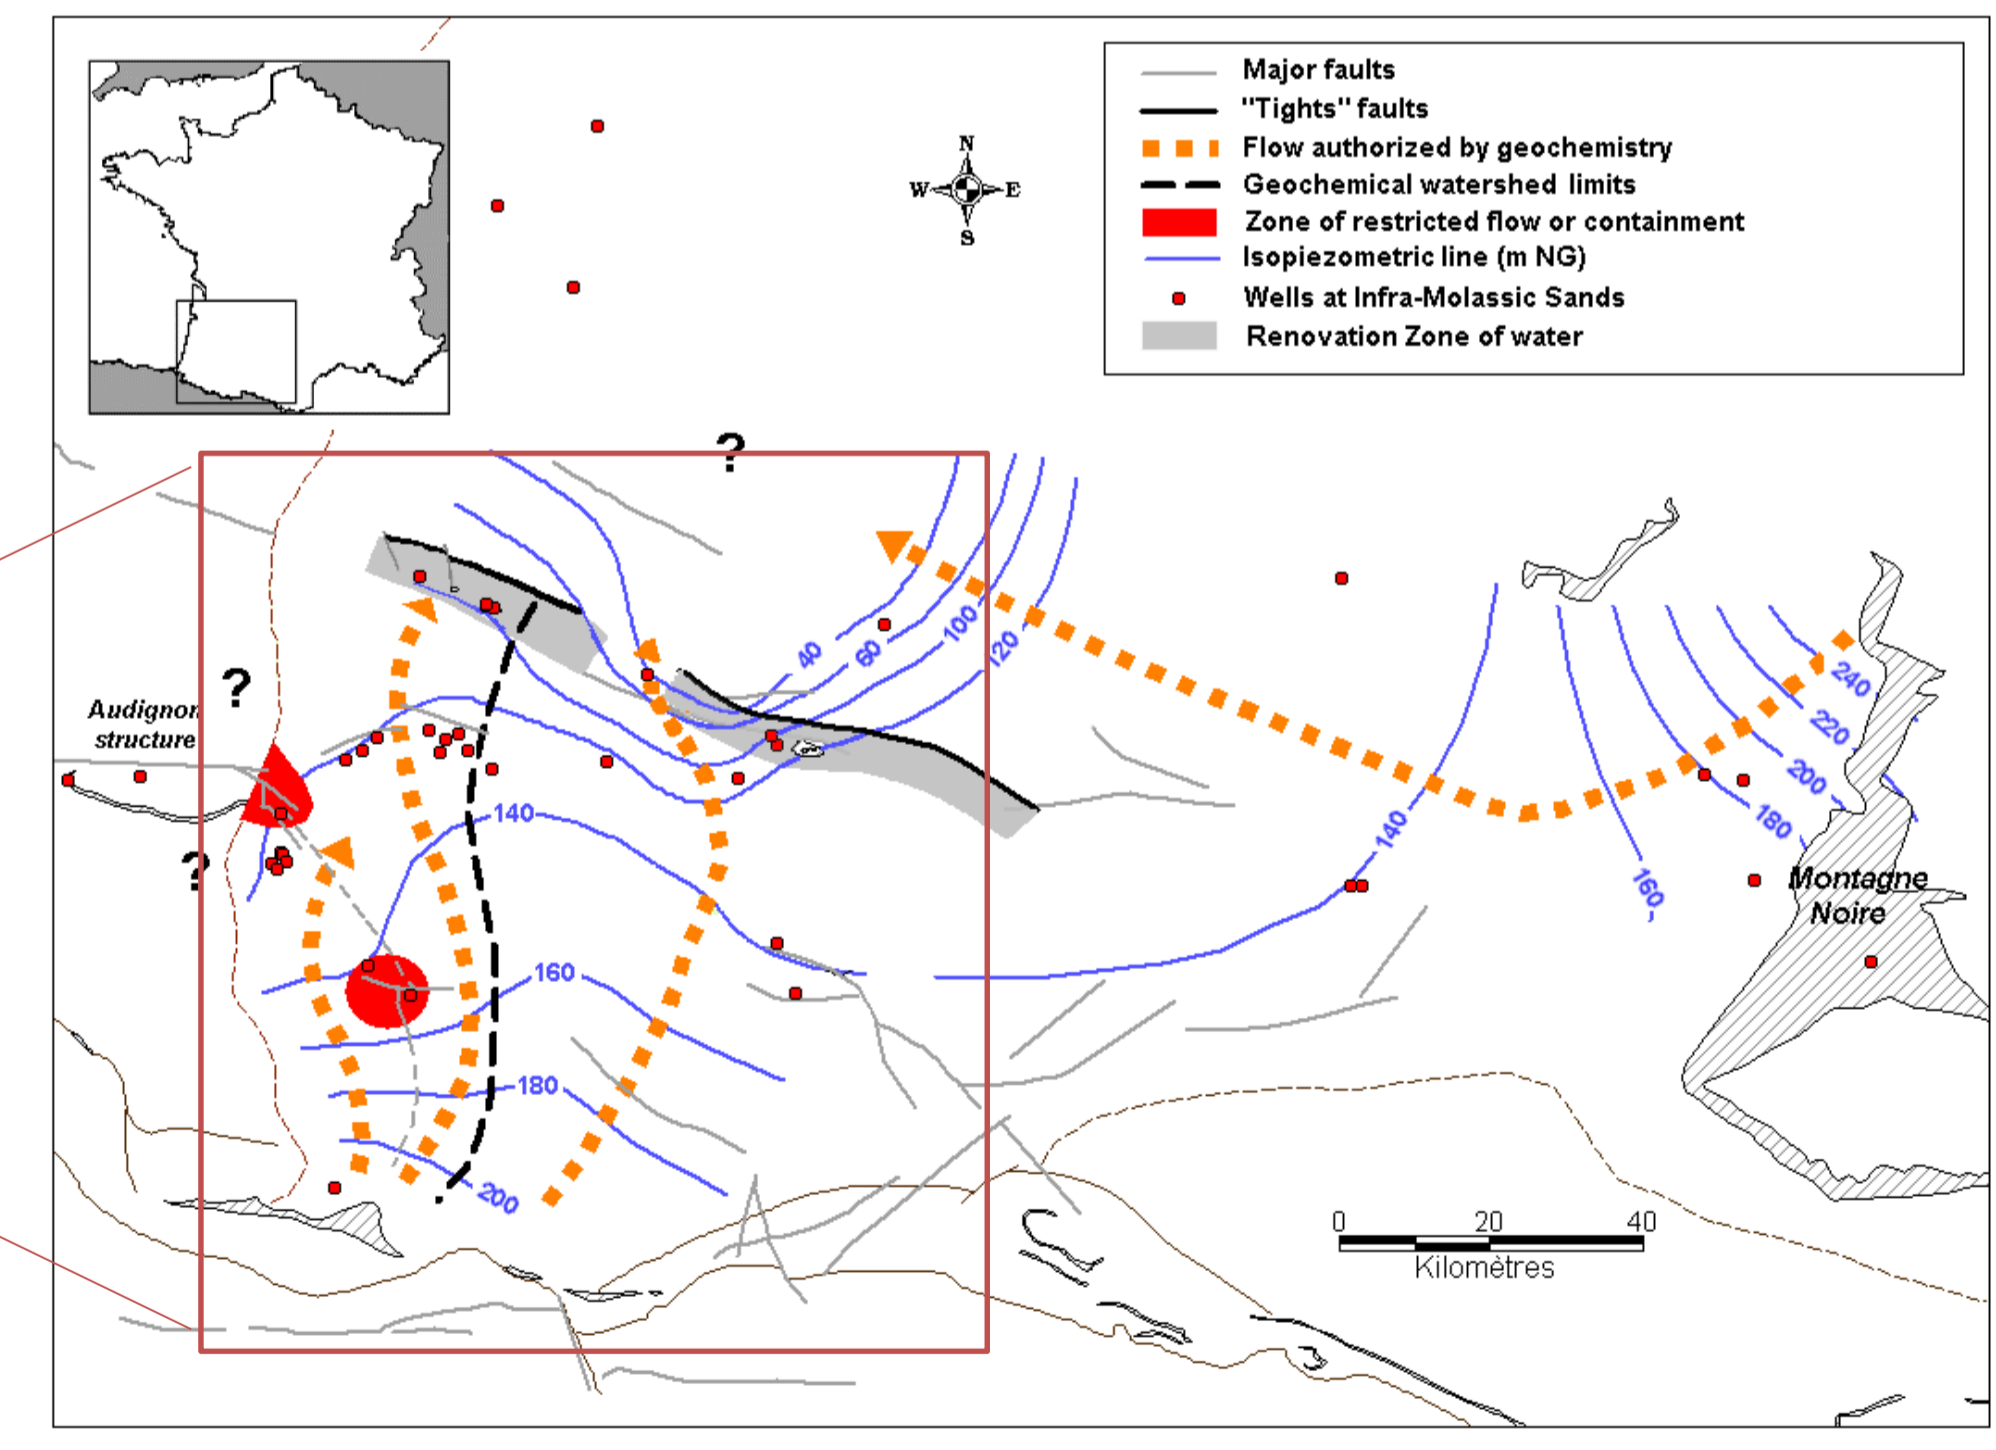 Major faults
"Tights" faults
Flow authorized by geochemistry
Geochemical watershed limits
Zone of restricted flow or containment
Isopiezometric line (m NG)
Wells at Infra-Molassic Sands
Renovation Zone of water
N
W E
S
?
40
60
100
120
240
220
200
180
160
140
?
Audignon
structure
?
140
160
180
200
Montagne
Noire
0 20 40
Kilomètres